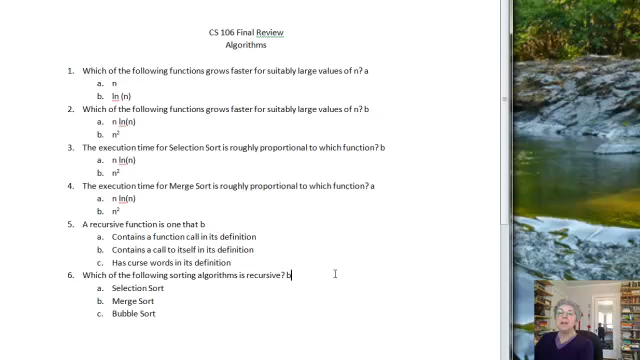 CS 106 Final Review
Algorithms
1. Which of the following functions grows faster for suitably large values of n? a
a. n
b. ln (n)
2. Which of the following functions grows faster for suitably large values of n? b
a. n ln(n)
b. n²
3. The execution time for Selection Sort is roughly proportional to which function? b
a. n ln(n)
b. n²
4. The execution time for Merge Sort is roughly proportional to which function? a
a. n ln(n)
b. n²
5. A recursive function is one that b
a. Contains a function call in its definition
b. Contains a call to itself in its definition
c. Has curse words in its definition
6. Which of the following sorting algorithms is recursive? b
a. Selection Sort
b. Merge Sort
c. Bubble Sort